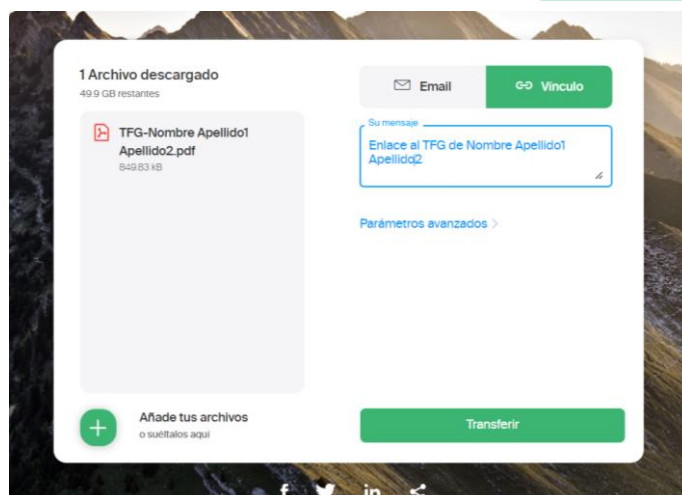 1 Archivo descargado
49.9 GB restantes
TFG-Nombre Apellido1
Apellido2.pdf
849.83 kB
Añade tus archivos
o suéltalos aquí
Email
Vínculo
Su mensaje
Enlace al TFG de Nombre Apellido1
Apellido2
Parámetros avanzados >
Transferir